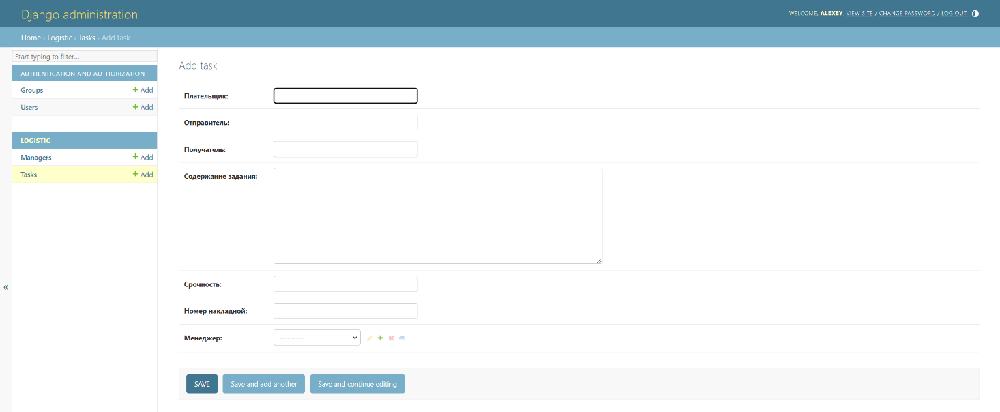 Django administration
WELCOME, ALEXEY. VIEW SITE / CHANGE PASSWORD / LOG OUT
Home › Logistic › Tasks › Add task
Start typing to filter...
AUTHENTICATION AND AUTHORIZATION
Groups + Add
Users + Add
LOGISTIC
Managers + Add
Tasks + Add
«
Add task
Плательщик:
Отправитель:
Получатель:
Содержание задания:
Срочность:
Номер накладной:
Менеджер: ---------
SAVE Save and add another Save and continue editing